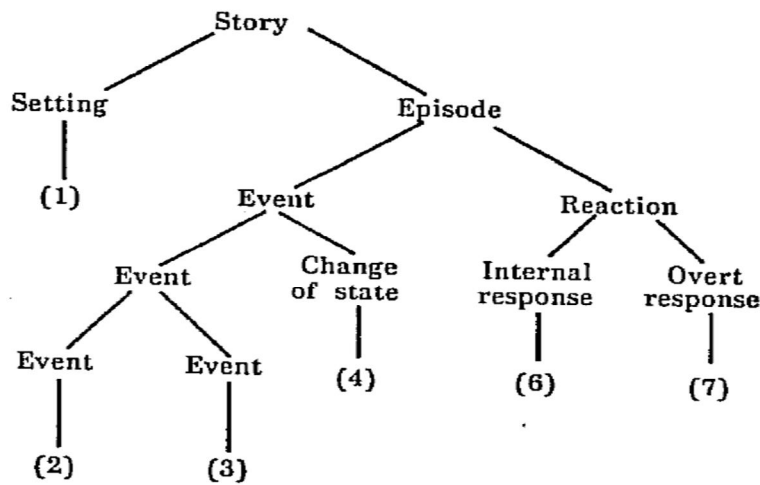 Story
Setting
Episode
(1)
Event
Reaction
Event
Change
of state
Internal
response
Overt
response
Event
Event
(4)
(6)
(7)
(2)
(3)